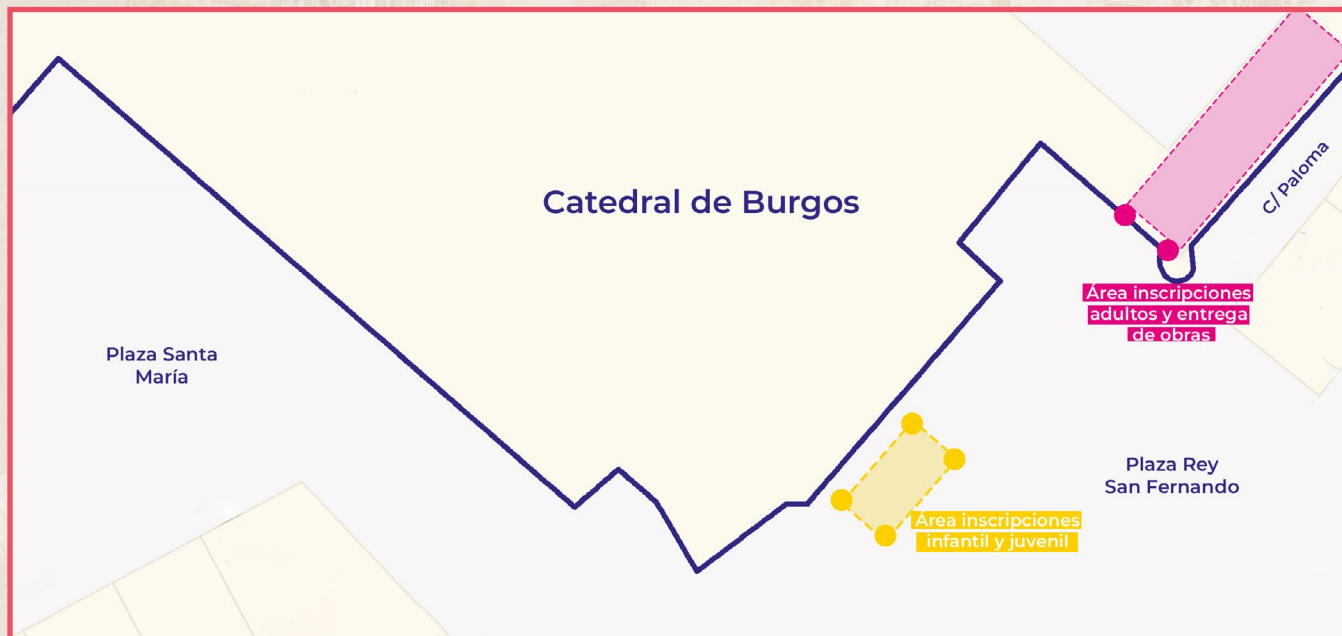 Catedral de Burgos
C/ Paloma
Área inscripciones
adultos y entrega
de obras
Plaza Santa
María
Plaza Rey
San Fernando
Área inscripciones
infantil y juvenil